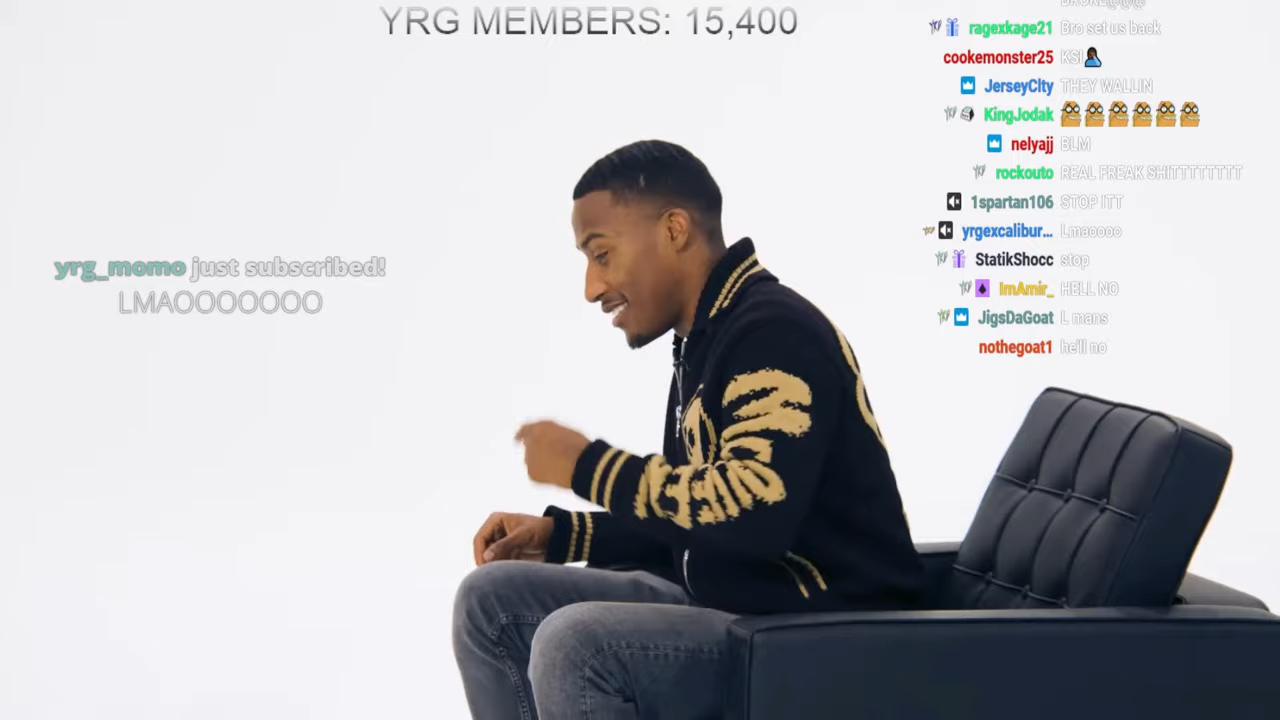 YRG MEMBERS: 15,400
ragexkage21 Bro set us back
cookemonster25 KSI
JerseyCIty THEY WALLIN
KingJodak
nelyajj BLM
rockouto REAL FREAK SHITTTTTTTT
1spartan106 STOP ITT
yrgexcalibur... Lmaoooo
StatikShocc stop
ImAmir_ HELL NO
JigsDaGoat L mans
nothegoat1 he'll no
yrg_momo just subscribed!
LMAOOOOOOO